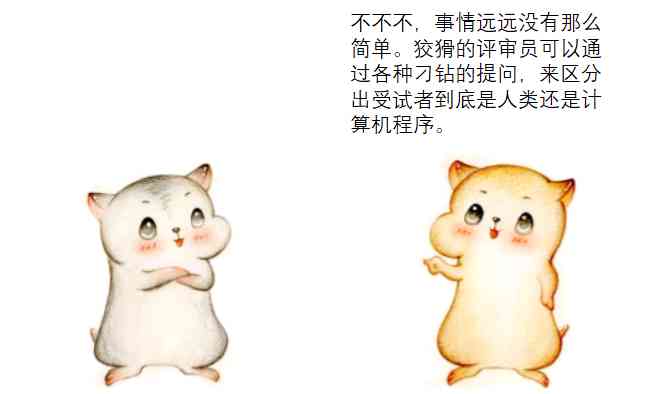 不不不，事情远远没有那么
简单。狡猾的评审员可以通
过各种刁钻的提问，来区分
出受试者到底是人类还是计
算机程序。